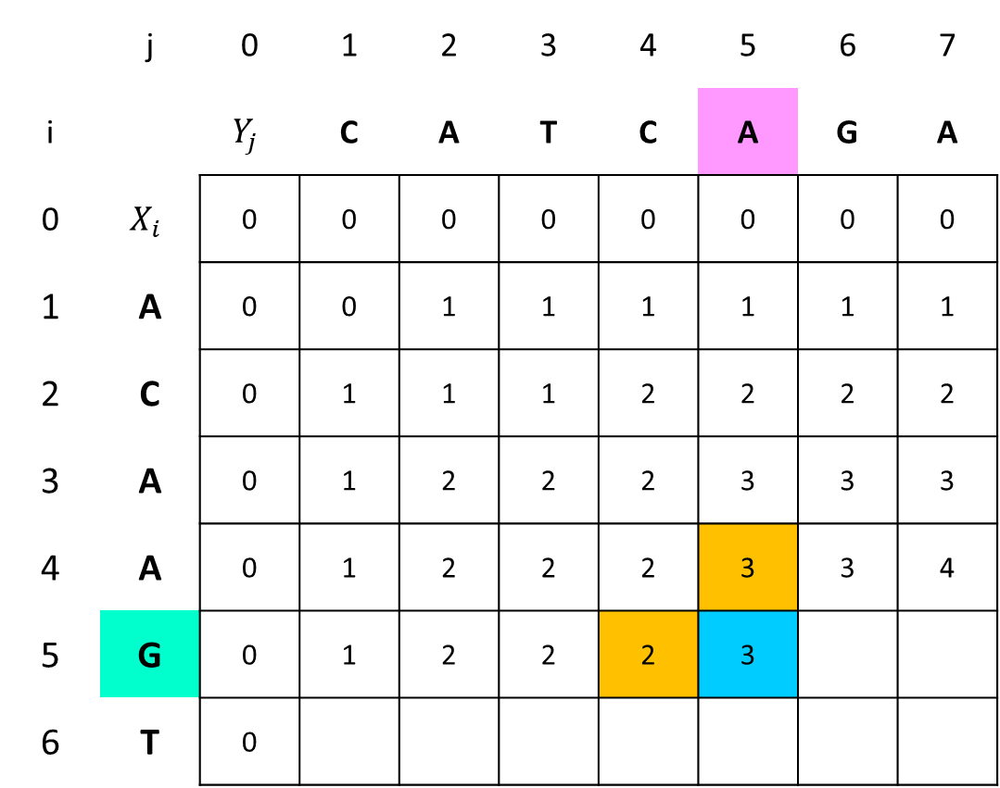 j 0 1 2 3 4 5 6 7
i Yj C A T C A G A
0 Xi 0 0 0 0 0 0 0 0
1 A 0 0 1 1 1 1 1 1
2 C 0 1 1 1 2 2 2 2
3 A 0 1 2 2 2 3 3 3
4 A 0 1 2 2 2 3 3 4
5 G 0 1 2 2 2 3
6 T 0